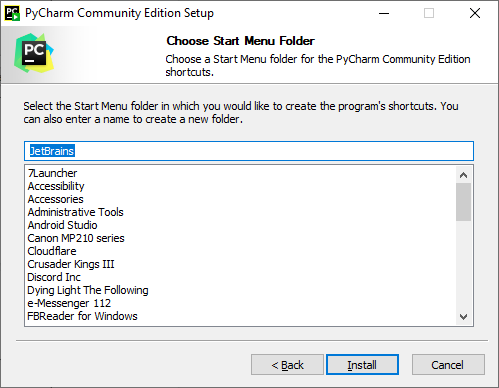 PyCharm Community Edition Setup
PC
Choose Start Menu Folder
Choose a Start Menu folder for the PyCharm Community Edition
shortcuts.
Select the Start Menu folder in which you would like to create the program's shortcuts. You
can also enter a name to create a new folder.
JetBrains
7Launcher
Accessibility
Accessories
Administrative Tools
Android Studio
Canon MP210 series
Cloudflare
Crusader Kings III
Discord Inc
Dying Light The Following
e-Messenger 112
FBReader for Windows
< Back Install Cancel